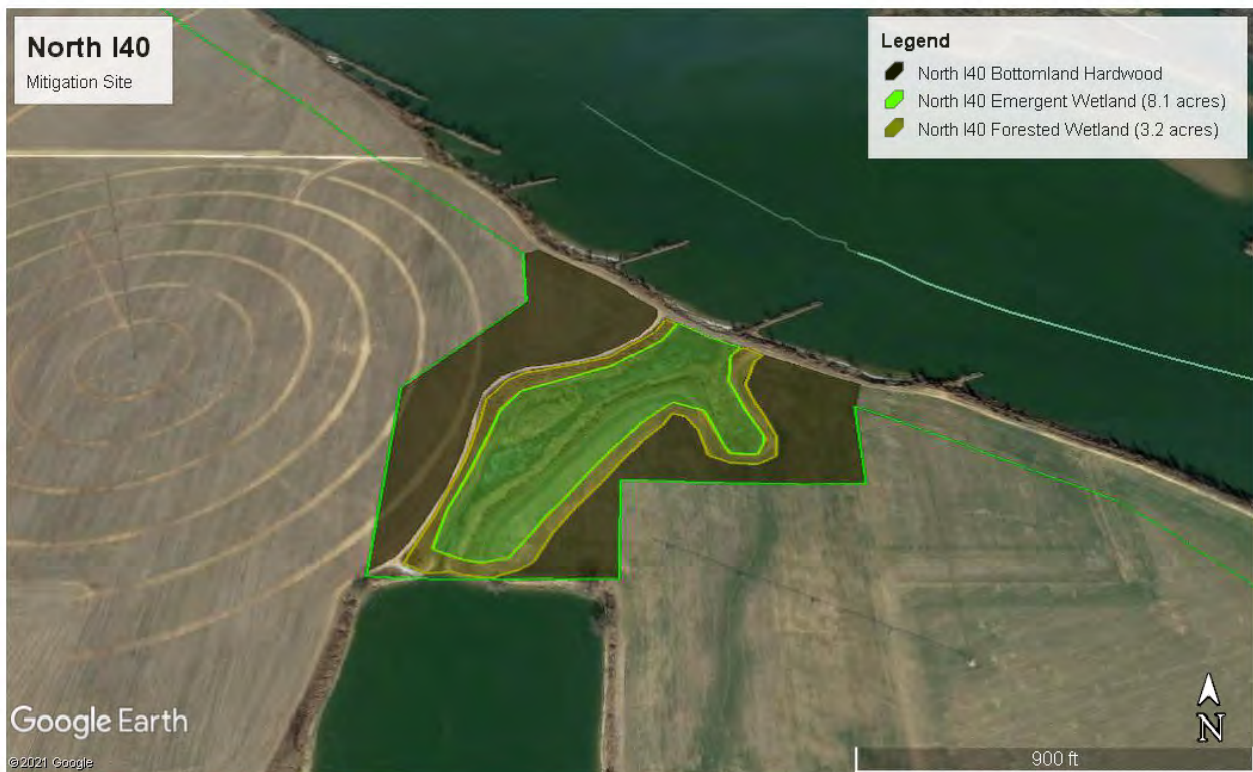 North I40
Mitigation Site
Legend
North I40 Bottomland Hardwood
North I40 Emergent Wetland (8.1 acres)
North I40 Forested Wetland (3.2 acres)
Google Earth
©2021 Google
N
900 ft